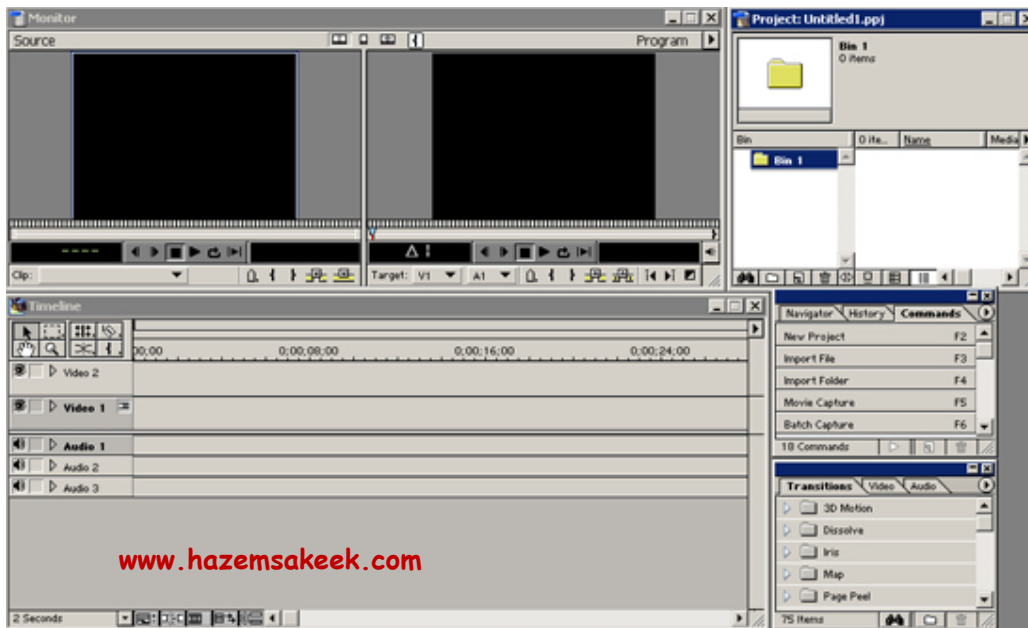 Monitor
Source
Program
Clip:
Target: V1
A1
Project: Untitled1.ppj
Bin 1
0 items
Bin
0 ite...
Name
Media
Bin 1
Timeline
00;00
0;00;08;00
0;00;16;00
0;00;24;00
Video 2
Video 1
Audio 1
Audio 2
Audio 3
www.hazemsakeek.com
2 Seconds
Navigator
History
Commands
New Project F2
Import File F3
Import Folder F4
Movie Capture F5
Batch Capture F6
18 Commands
Transitions
Video
Audio
3D Motion
Dissolve
Iris
Map
Page Peel
75 Items